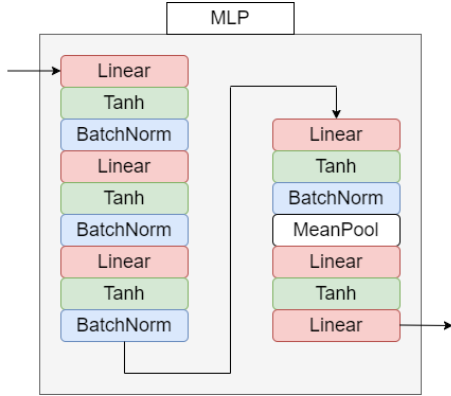 MLP
Linear
Tanh
BatchNorm
Linear
Tanh
BatchNorm
Linear
Tanh
BatchNorm
Linear
Tanh
BatchNorm
MeanPool
Linear
Tanh
Linear